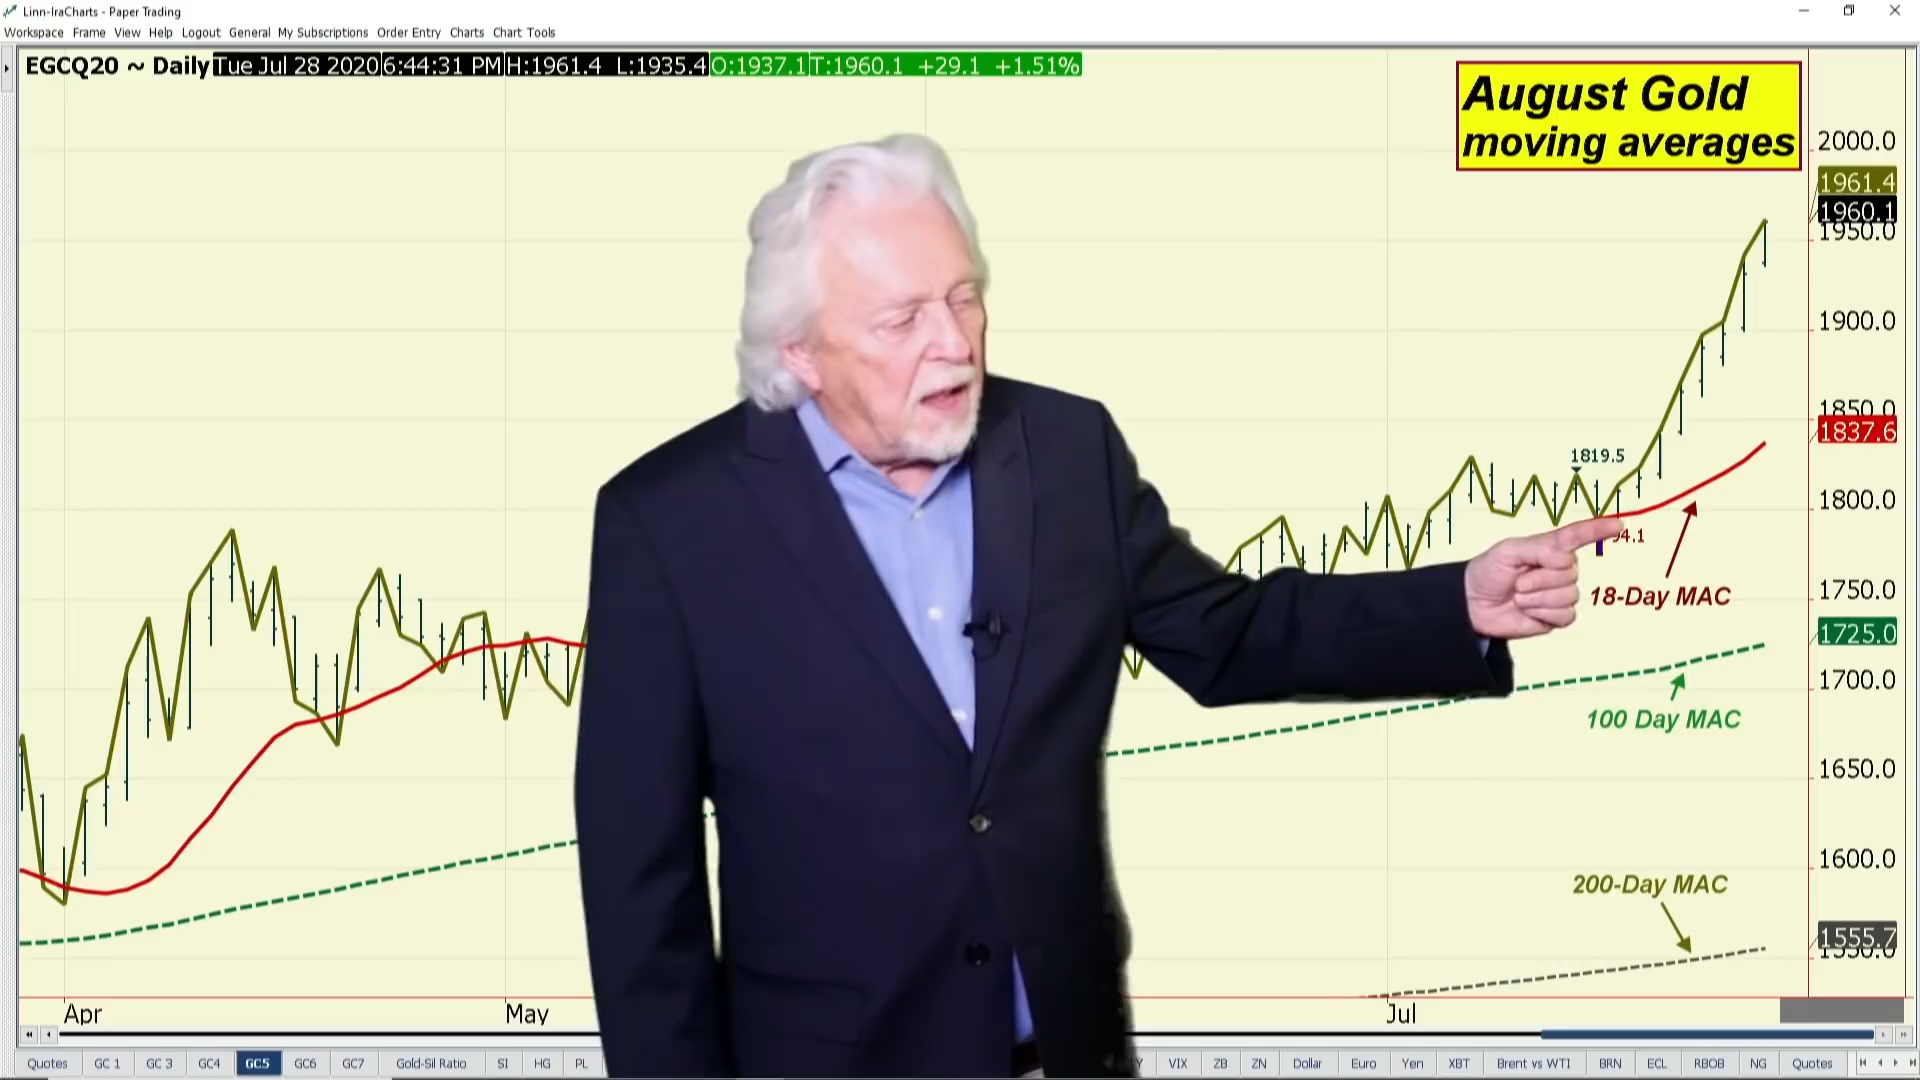 Linn-IraCharts - Paper Trading
Workspace Frame View Help Logout General My Subscriptions Order Entry Charts Chart Tools
EGCQ20 ~ Daily Tue Jul 28 2020 6:44:31 PM H:1961.4 L:1935.4 O:1937.1 T:1960.1 +29.1 +1.51%
August Gold
moving averages
2000.0
1961.4
1960.1
1950.0
1900.0
1850.0
1837.6
1819.5
1800.0
94.1
18-Day MAC
1750.0
1725.0
1700.0
100 Day MAC
1650.0
1600.0
200-Day MAC
1555.7
1550.0
Apr May Jul
Quotes GC 1 GC 3 GC4 GC5 GC6 GC7 Gold-Sil Ratio SI HG PL VIX ZB ZN Dollar Euro Yen XBT Brent vs WTI BRN ECL RBOB NG Quotes